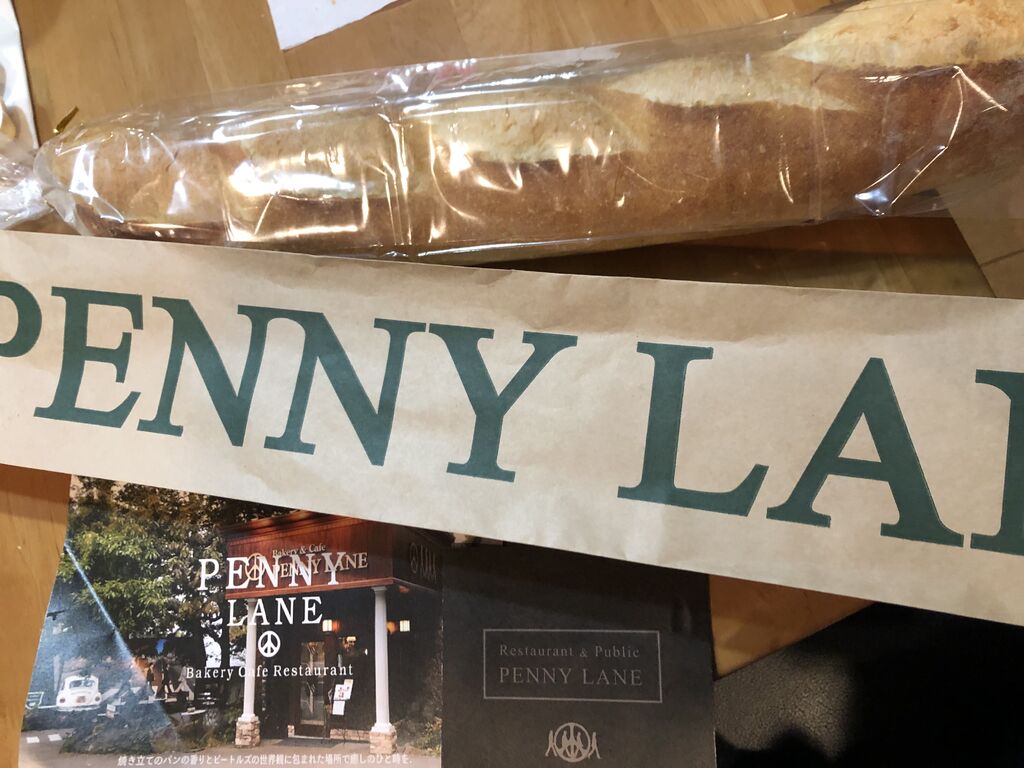 PENNY LA
Bakery & Cafe
PENNY LANE
PENNY
LANE
Bakery Cafe Restaurant
焼き立てのパンの香りとビートルズの世界観に包まれた場所で癒しのひと時を。
Restaurant & Public
PENNY LANE